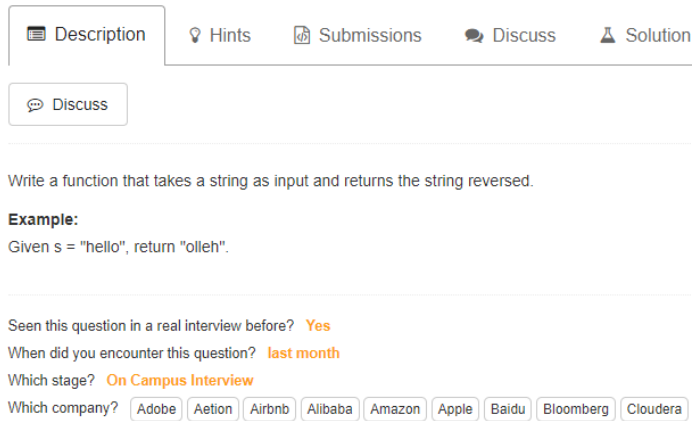 Description Hints Submissions Discuss Solution
Discuss
Write a function that takes a string as input and returns the string reversed.
Example:
Given s = "hello", return "olleh".
Seen this question in a real interview before? Yes
When did you encounter this question? last month
Which stage? On Campus Interview
Which company? Adobe Aetion Airbnb Alibaba Amazon Apple Baidu Bloomberg Cloudera